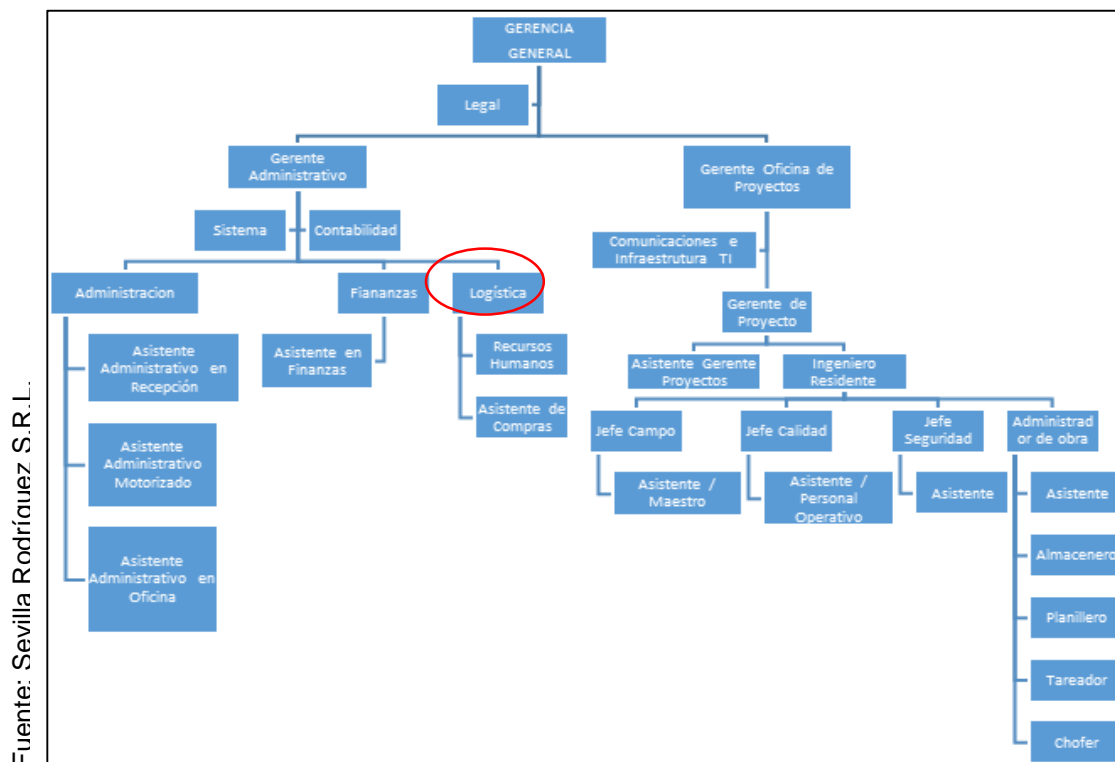 GERENCIA
GENERAL
Legal
Gerente
Administrativo
Gerente Oficina de
Proyectos
Sistema
Contabilidad
Comunicaciones e
Infraestrutura TI
Administracion
Fiananzas
Logística
Gerente de
Proyecto
Asistente
Administrativo en
Recepción
Asistente en
Finanzas
Recursos
Humanos
Asistente Gerente
Proyectos
Ingeniero
Residente
Asistente de
Compras
Jefe Campo
Jefe Calidad
Jefe
Seguridad
Administrad
or de obra
Asistente
Administrativo
Motorizado
Asistente /
Maestro
Asistente /
Personal
Operativo
Asistente
Asistente
Almacenero
Asistente
Administrativo en
Oficina
Planillero
Tareador
Chofer
Fuente: Sevilla Rodríguez S.R.L.